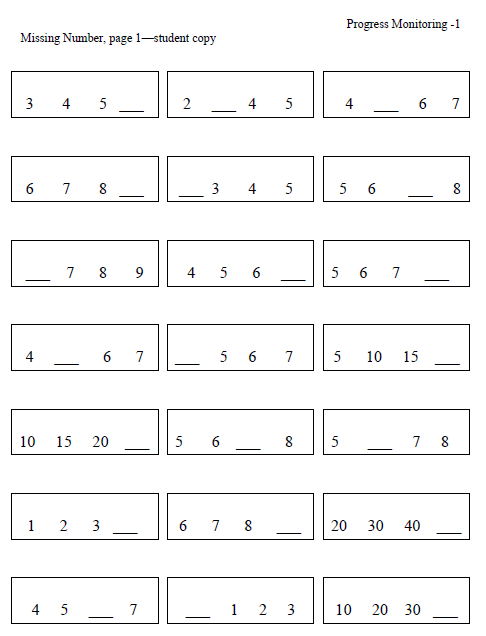 Progress Monitoring -1
Missing Number, page 1—student copy
3 4 5 ___ 2 ___ 4 5 4 ___ 6 7
6 7 8 ___ ___ 3 4 5 5 6 ___ 8
___ 7 8 9 4 5 6 ___ 5 6 7 ___
4 ___ 6 7 ___ 5 6 7 5 10 15 ___
10 15 20 ___ 5 6 ___ 8 5 ___ 7 8
1 2 3 ___ 6 7 8 ___ 20 30 40 ___
4 5 ___ 7 ___ 1 2 3 10 20 30 ___